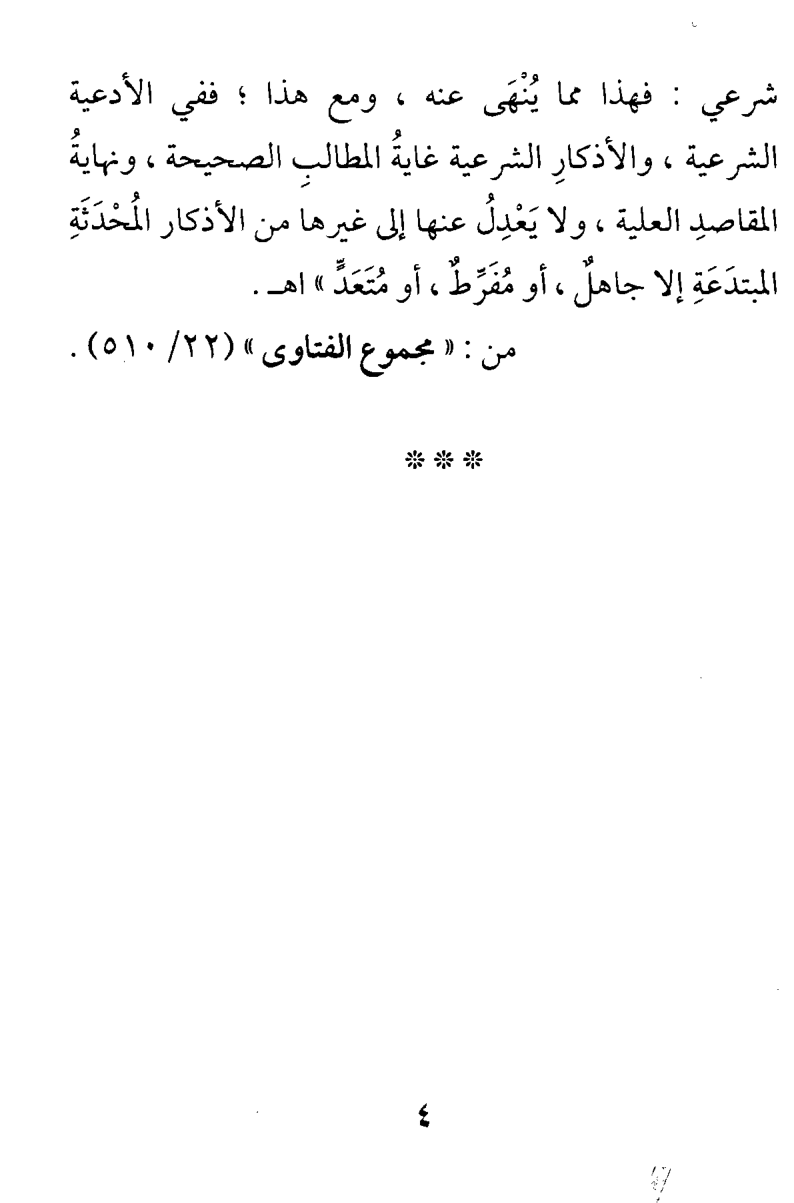 شرعي : فهذا مما يُنْهَى عنه ، ومع هذا ؛ ففي الأدعية
الشرعية ، والأذكارِ الشرعية غايةُ المطالبِ الصحيحة ، ونهايةُ
المقاصدِ العلية ، ولا يَعْدِلُ عنها إلى غيرها من الأذكار المُحْدَثَةِ
المبتدَعَةِ إلا جاهلٌ ، أو مُفَرِّطٌ ، أو مُتَعَدٍّ » اهـ .
من : « مجموع الفتاوى » (٢٢/ ٥١٠) .
❊ ❊ ❊
٤